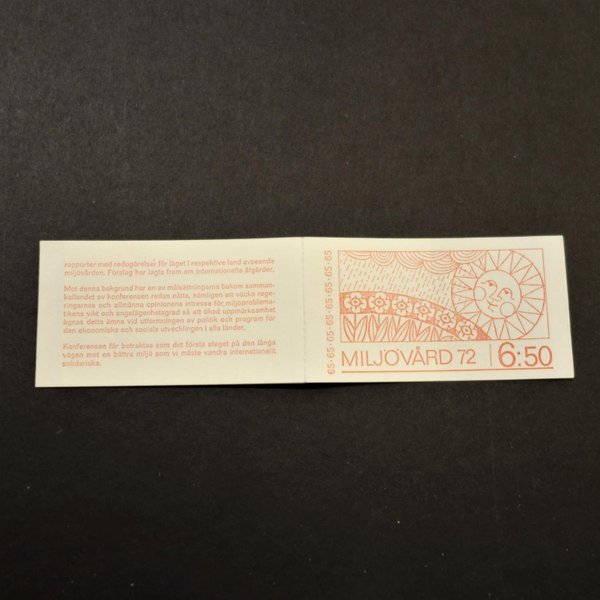 rapporter med redogörelser för läget i respektive land avseende
miljövården. Förslag har lagts fram om internationella åtgärder.
Mot denna bakgrund har en av målsättningarna bakom samman-
kallandet av konferensen redan nåtts, nämligen att väcka rege-
ringarnas och allmänna opinionens intresse för miljöproblema-
tikens vikt och angelägenhetsgrad så att ökad uppmärksamhet
ägnas detta ämne vid utformningen av politik och program för
den ekonomiska och sociala utvecklingen i alla länder.
Konferensen får betraktas som det första steget på den långa
vägen mot en bättre miljö som vi måste vandra internationellt
solidariska.
65·65·65·65·65·65·65·65
MILJÖVÅRD 72
6:50